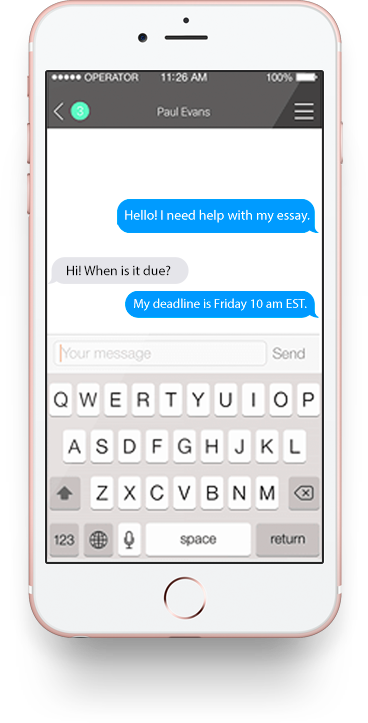 OPERATOR 11:26 AM 100%
3 Paul Evans
Hello! I need help with my essay.
Hi! When is it due?
My deadline is Friday 10 am EST.
Your message Send
Q W E R T Y U I O P
A S D F G H J K L
Z X C V B N M
123 space return